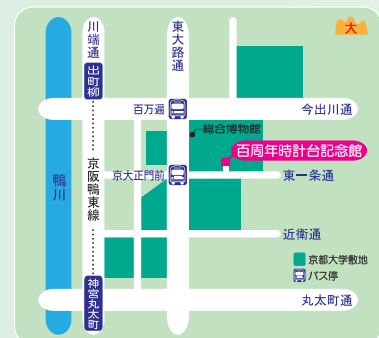 川端通
東大路通
大
出町柳
百万遍
今出川通
総合博物館
百周年時計台記念館
京阪鴨東線
鴨川
京大正門前
東一条通
近衛通
京都大学敷地
バス停
神宮丸太町
丸太町通